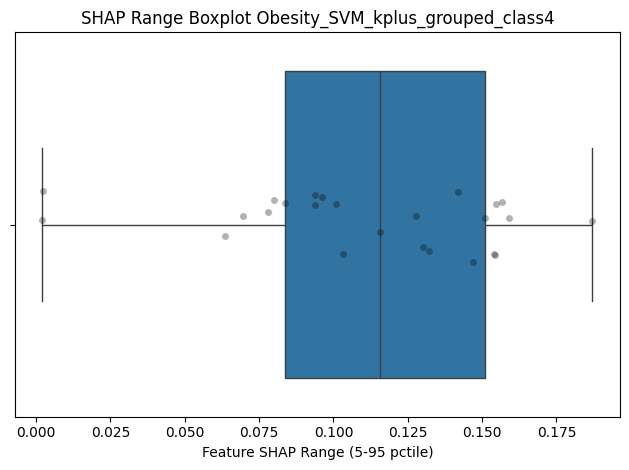 SHAP Range Boxplot Obesity_SVM_kplus_grouped_class4
0.000 0.025 0.050 0.075 0.100 0.125 0.150 0.175
Feature SHAP Range (5-95 pctile)